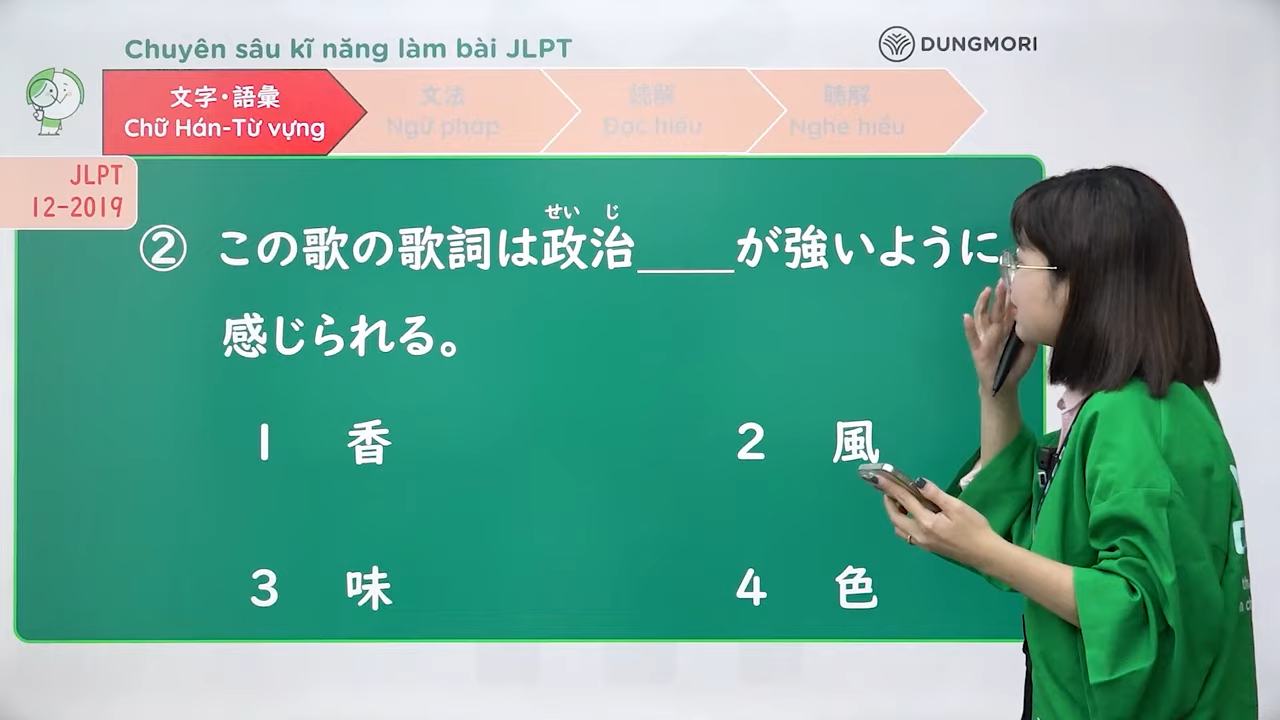 Chuyên sâu kĩ năng làm bài JLPT
DUNGMORI
文字・語彙
Chữ Hán-Từ vựng
文法
Ngữ pháp
読解
Đọc hiểu
聴解
Nghe hiểu
JLPT
12-2019
② この歌の歌詞は政治____が強いように
せい じ
感じられる。
1 香
2 風
3 味
4 色